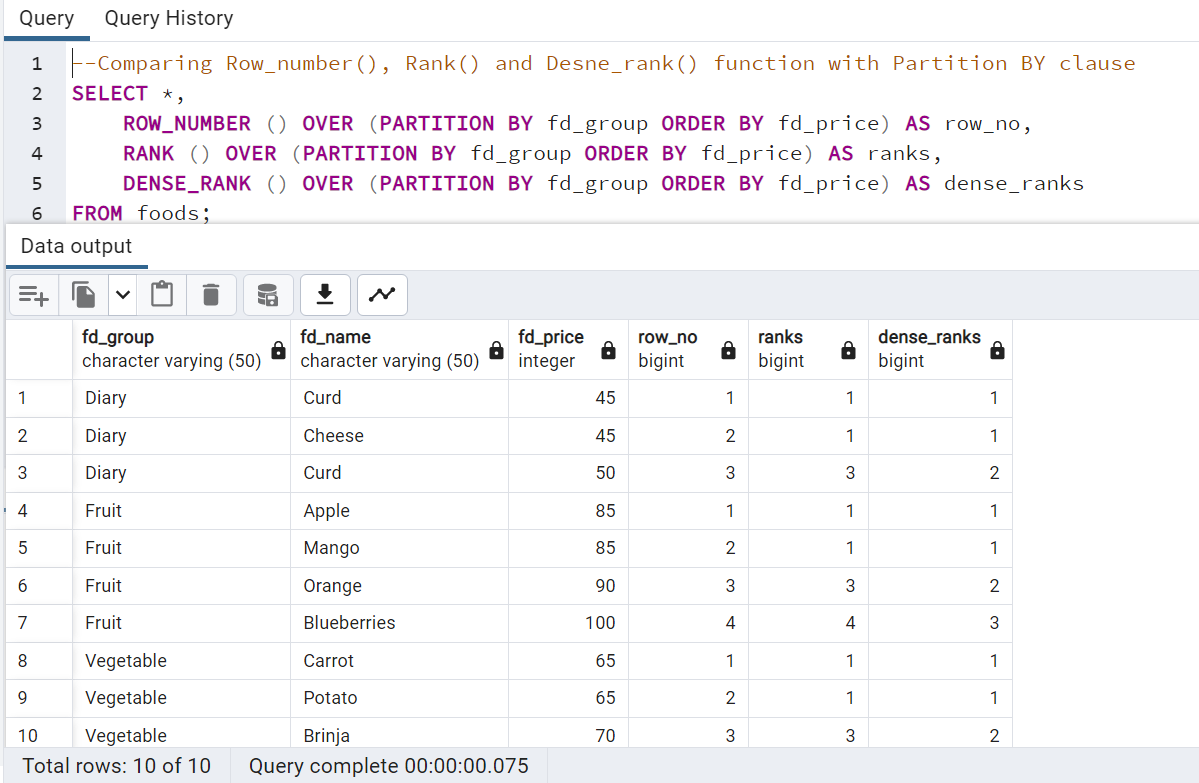 Query Query History
1 --Comparing Row_number(), Rank() and Desne_rank() function with Partition BY clause
2 SELECT *,
3 ROW_NUMBER () OVER (PARTITION BY fd_group ORDER BY fd_price) AS row_no,
4 RANK () OVER (PARTITION BY fd_group ORDER BY fd_price) AS ranks,
5 DENSE_RANK () OVER (PARTITION BY fd_group ORDER BY fd_price) AS dense_ranks
6 FROM foods;
Data output
fd_group fd_name fd_price row_no ranks dense_ranks
character varying (50) character varying (50) integer bigint bigint bigint
1 Diary Curd 45 1 1 1
2 Diary Cheese 45 2 1 1
3 Diary Curd 50 3 3 2
4 Fruit Apple 85 1 1 1
5 Fruit Mango 85 2 1 1
6 Fruit Orange 90 3 3 2
7 Fruit Blueberries 100 4 4 3
8 Vegetable Carrot 65 1 1 1
9 Vegetable Potato 65 2 1 1
10 Vegetable Brinja 70 3 3 2
Total rows: 10 of 10 Query complete 00:00:00.075